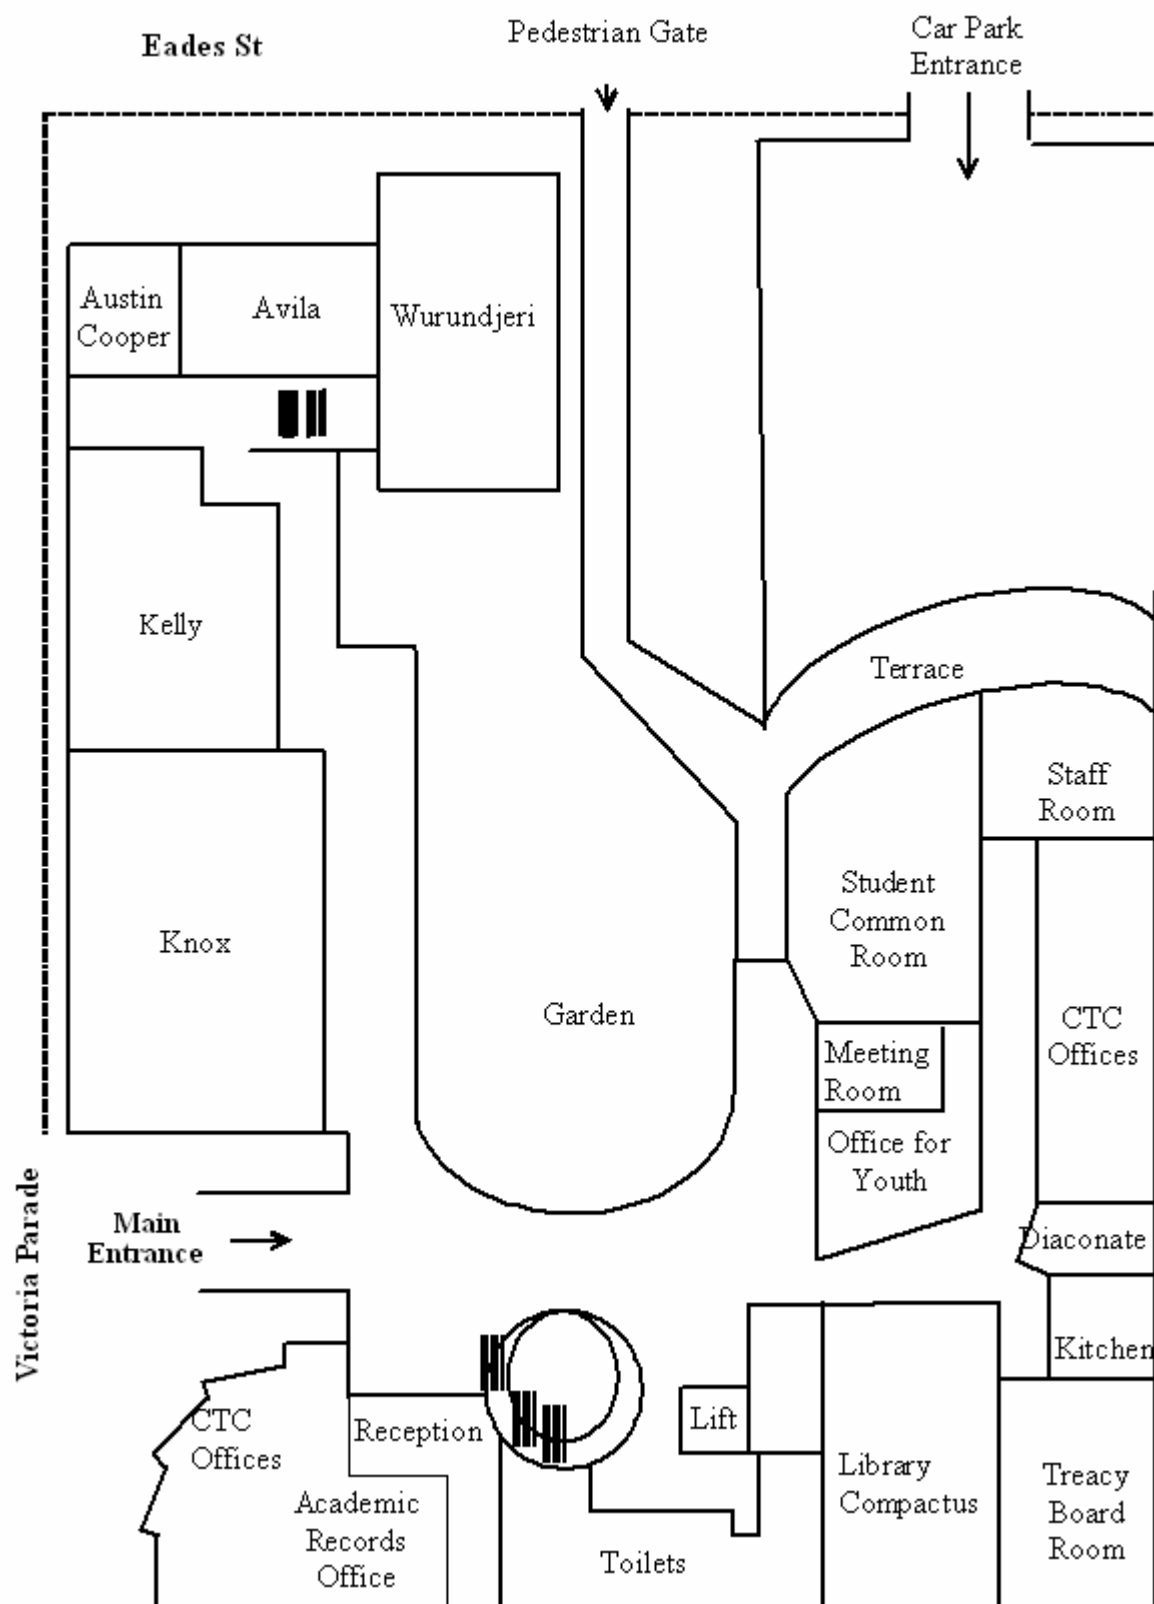 Eades St
Pedestrian Gate
Car Park
Entrance
Austin
Cooper
Avila
Wurundjeri
Kelly
Terrace
Staff
Room
Student
Common
Room
Knox
Garden
CTC
Offices
Meeting
Room
Office for
Youth
Victoria Parade
Main
Entrance
Diaconate
Kitchen
CTC
Offices
Reception
Lift
Academic
Records
Office
Toilets
Library
Compactus
Treacy
Board
Room